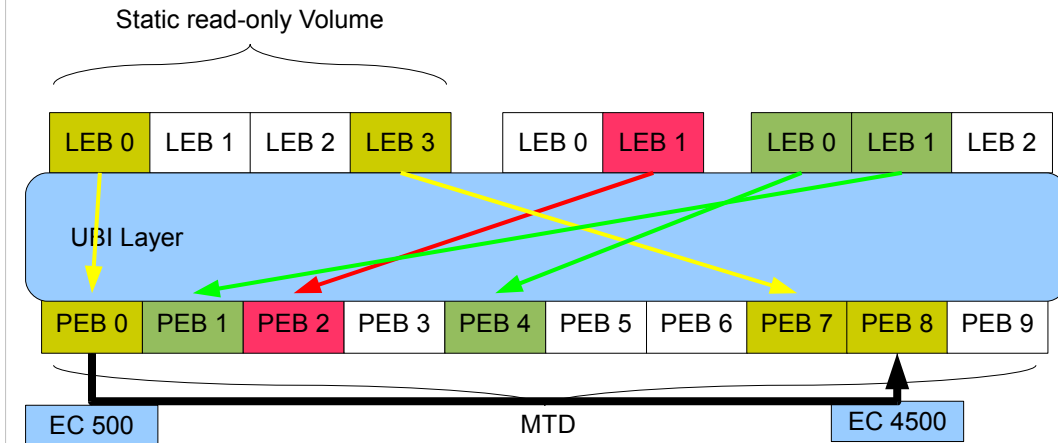 Static read-only Volume
LEB 0 LEB 1 LEB 2 LEB 3 LEB 0 LEB 1 LEB 0 LEB 1 LEB 2
UBI Layer
PEB 0 PEB 1 PEB 2 PEB 3 PEB 4 PEB 5 PEB 6 PEB 7 PEB 8 PEB 9
EC 500 MTD EC 4500